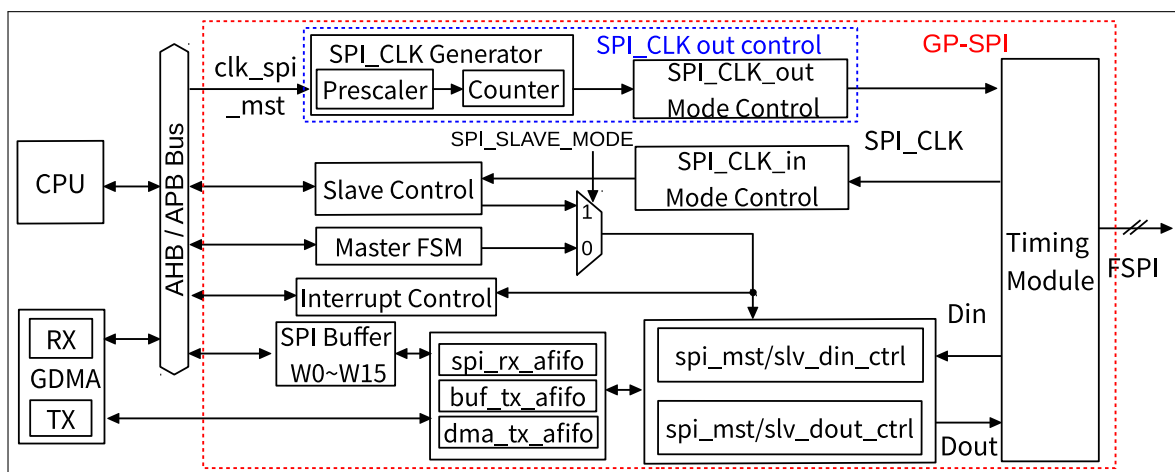 SPI_CLK out control
GP-SPI
clk_spi
_mst
SPI_CLK Generator
Prescaler
Counter
SPI_CLK_out
Mode Control
SPI_SLAVE_MODE
SPI_CLK
CPU
AHB / APB Bus
Slave Control
SPI_CLK_in
Mode Control
1
0
Master FSM
Timing
Module
FSPI
Interrupt Control
RX
GDMA
TX
SPI Buffer
W0~W15
spi_rx_afifo
buf_tx_afifo
dma_tx_afifo
spi_mst/slv_din_ctrl
spi_mst/slv_dout_ctrl
Din
Dout